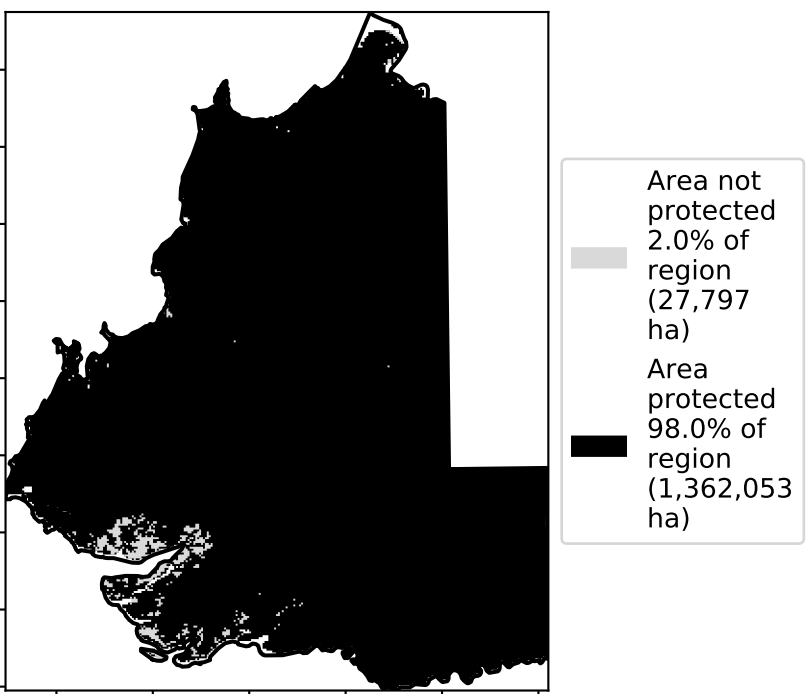 Area not
protected
2.0% of
region
(27,797
ha)
Area
protected
98.0% of
region
(1,362,053
ha)